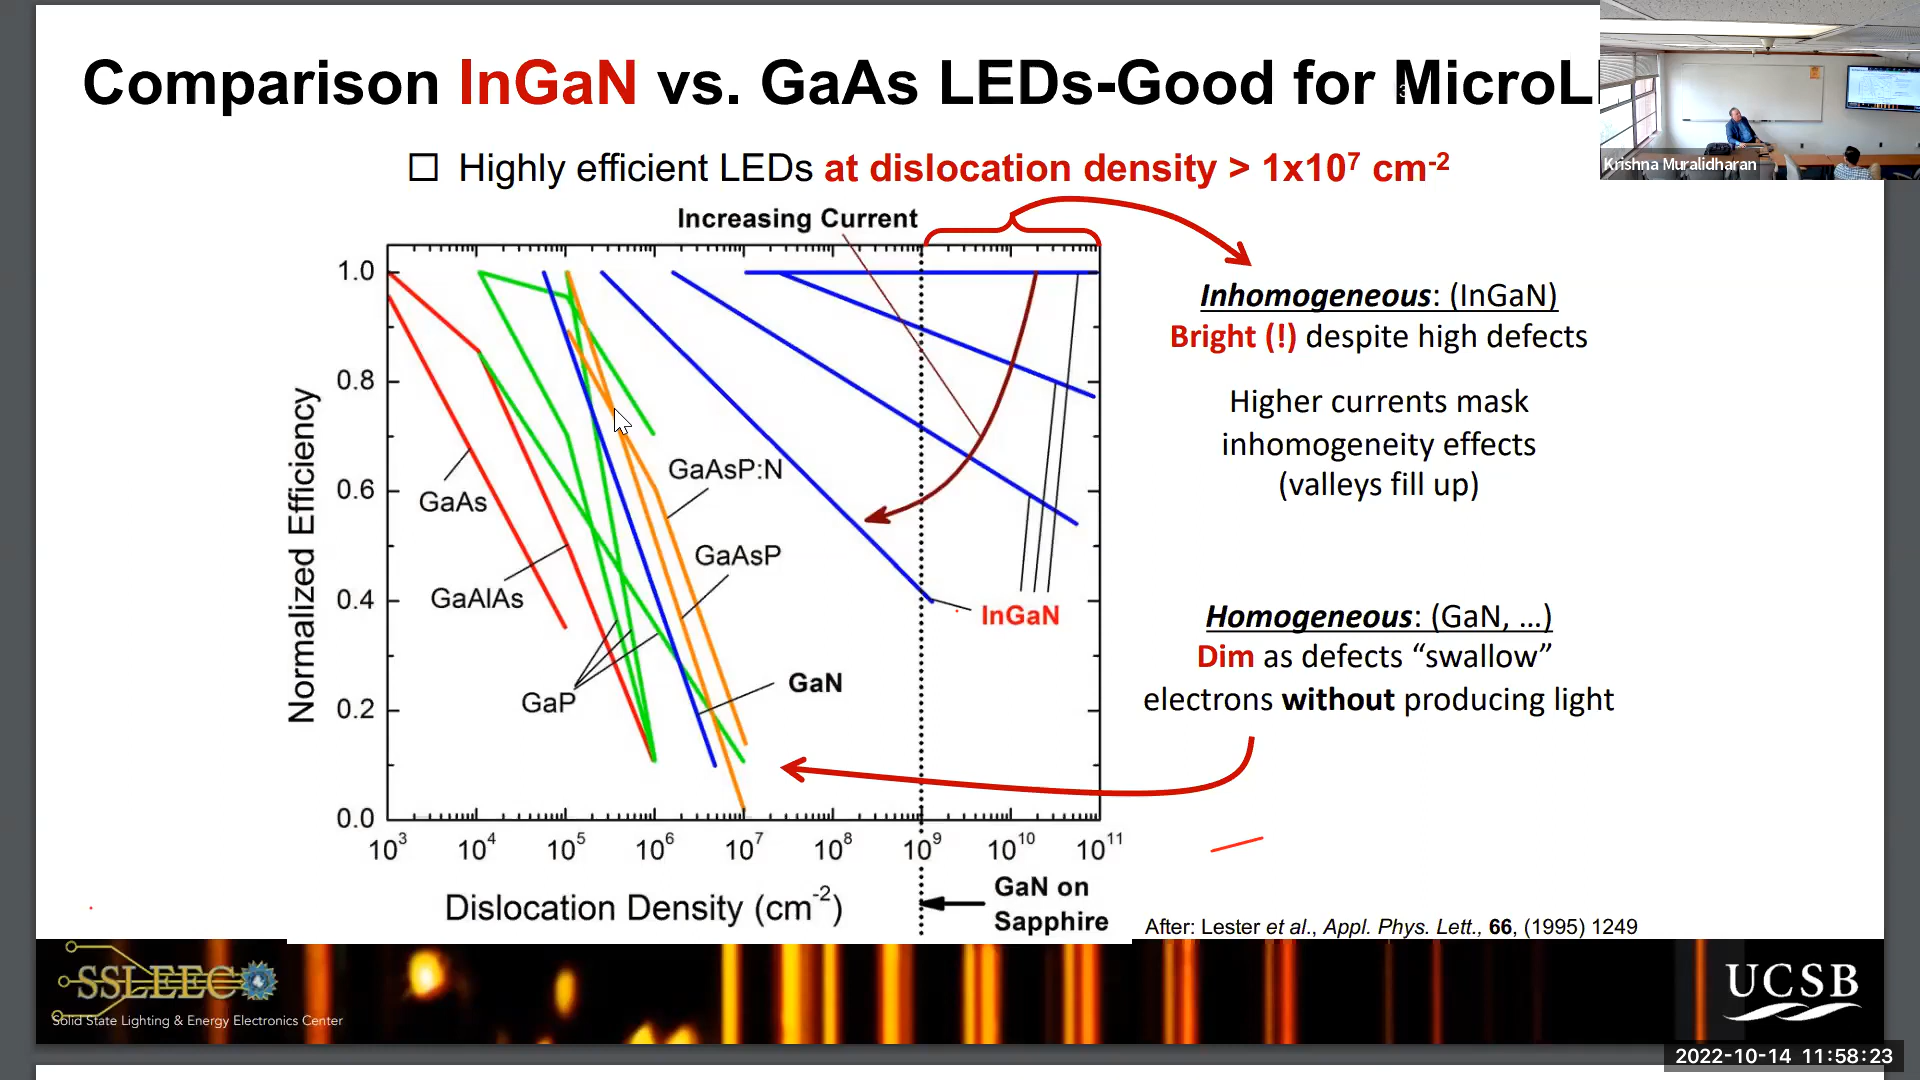 Comparison InGaN vs. GaAs LEDs-Good for MicroL
Krishna Muralidharan
☐ Highly efficient LEDs at dislocation density > 1x10⁷ cm⁻²
Increasing Current
Normalized Efficiency
1.0
0.8
0.6
0.4
0.2
0.0
GaAs
GaAlAs
GaP
GaAsP:N
GaAsP
GaN
InGaN
10³ 10⁴ 10⁵ 10⁶ 10⁷ 10⁸ 10⁹ 10¹⁰ 10¹¹
Dislocation Density (cm⁻²)
GaN on
Sapphire
Inhomogeneous: (InGaN)
Bright (!) despite high defects
Higher currents mask
inhomogeneity effects
(valleys fill up)
Homogeneous: (GaN, ...)
Dim as defects “swallow”
electrons without producing light
After: Lester et al., Appl. Phys. Lett., 66, (1995) 1249
SSLEEC
Solid State Lighting & Energy Electronics Center
UCSB
2022-10-14 11:58:23